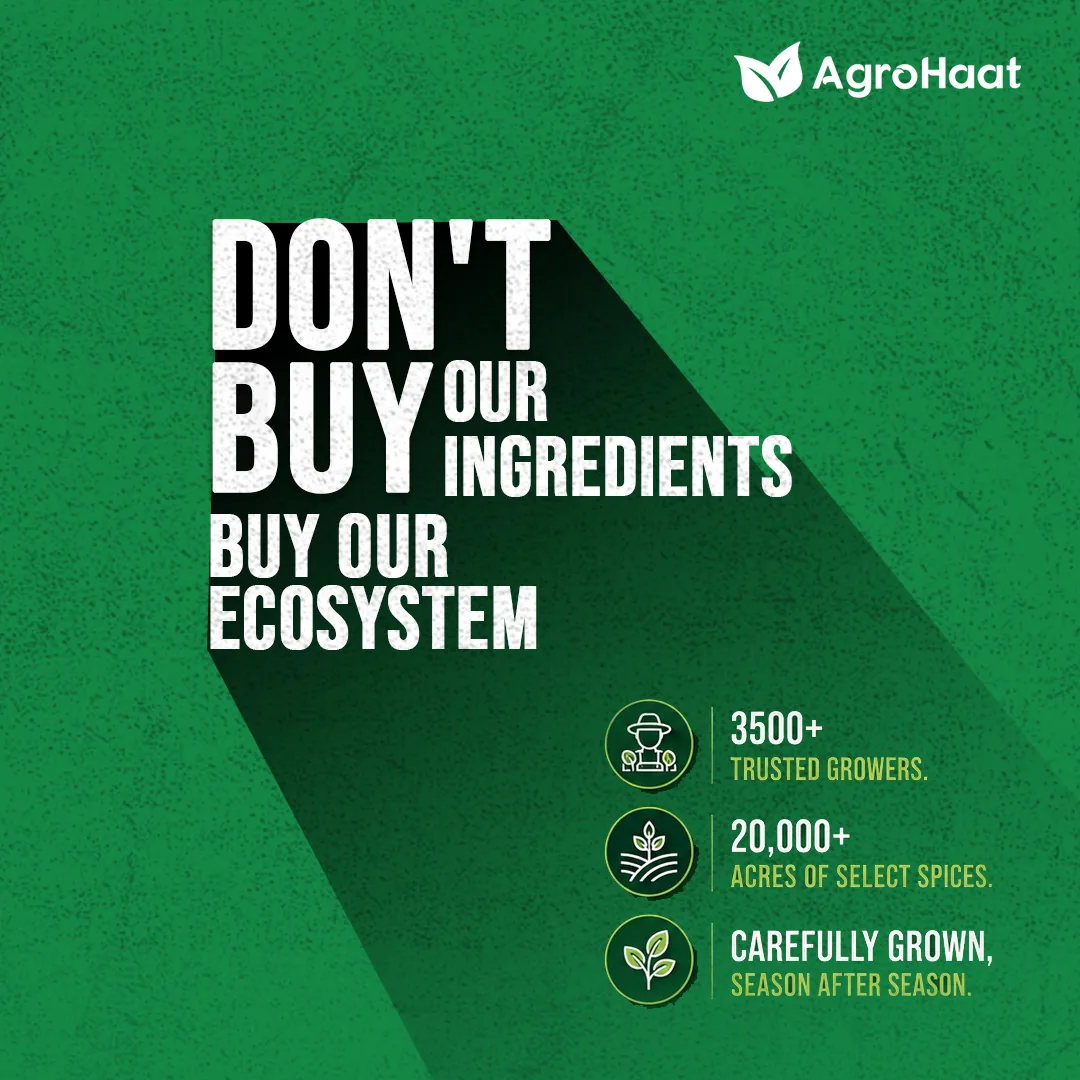 AgroHaat
DON'T
BUY OUR
INGREDIENTS
BUY OUR
ECOSYSTEM
3500+
TRUSTED GROWERS.
20,000+
ACRES OF SELECT SPICES.
CAREFULLY GROWN,
SEASON AFTER SEASON.